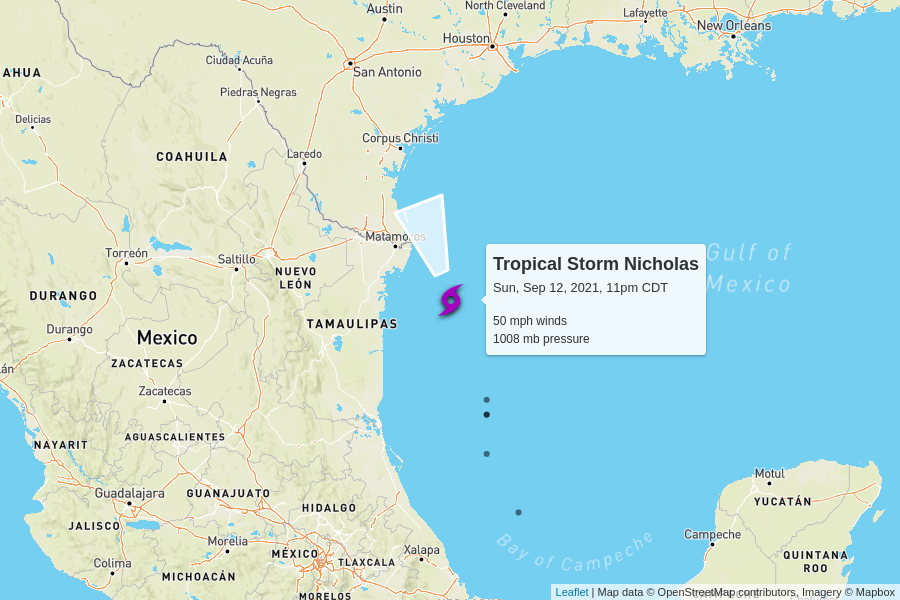 Austin
North Cleveland
Lafayette
New Orleans
Houston
Ciudad Acuña
San Antonio
AHUA
Piedras Negras
Delicias
Corpus Christi
COAHUILA
Laredo
Matamoros
Gulf of
Mexico
Torreón
Saltillo
NUEVO
LEÓN
Tropical Storm Nicholas
Sun, Sep 12, 2021, 11pm CDT
50 mph winds
1008 mb pressure
DURANGO
Durango
Mexico
TAMAULIPAS
ZACATECAS
lán
Zacatecas
AGUASCALIENTES
NAYARIT
Motul
YUCATÁN
Guadalajara
GUANAJUATO
HIDALGO
JALISCO
Campeche
Bay of Campeche
Morelia
MÉXICO
Xalapa
TLAXCALA
QUINTANA
ROO
Colima
MICHOACÁN
MORELOS
Leaflet | Map data © OpenStreetMap contributors, Imagery © Mapbox